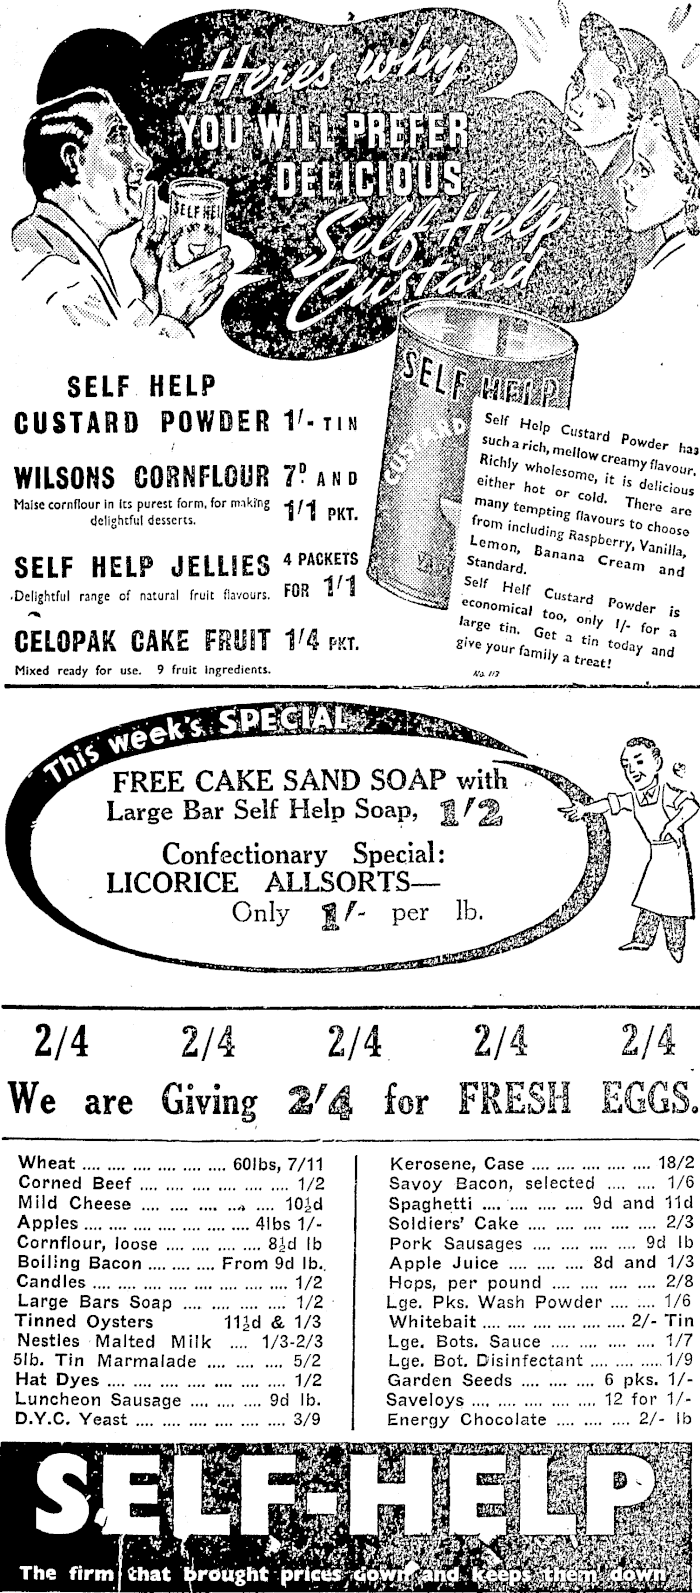 Here's why
YOU WILL PREFER
DELICIOUS
Self Help
Custard
SELF HELP
SELF HELP
CUSTARD
SELF HELP
CUSTARD POWDER 1/- TIN
WILSONS CORNFLOUR 7D AND
Maise cornflour in its purest form, for making
delightful desserts.
1/1 PKT.
SELF HELP JELLIES 4 PACKETS
FOR 1/1
Delightful range of natural fruit flavours.
CELOPAK CAKE FRUIT 1/4 PKT.
Mixed ready for use. 9 fruit ingredients.
Self Help Custard Powder has
such a rich, mellow creamy flavour.
Richly wholesome, it is delicious
either hot or cold. There are
many tempting flavours to choose
from including Raspberry, Vanilla,
Lemon, Banana Cream and
Standard.
Self Helf Custard Powder is
economical too, only 1/- for a
large tin. Get a tin today and
give your family a treat!
No. 117
This week's SPECIAL
FREE CAKE SAND SOAP with
Large Bar Self Help Soap, 1/2
Confectionary Special:
LICORICE ALLSORTS—
Only 1/- per lb.
2/4 2/4 2/4 2/4 2/4
We are Giving 2/4 for FRESH EGGS.
Wheat .... .... .... .... .... .... 60lbs, 7/11
Corned Beef .... .... .... .... .... .... 1/2
Mild Cheese .... .... .... .... .... 10½d
Apples .... .... .... .... .... .... 4lbs 1/-
Cornflour, loose .... .... .... .... 8½d lb
Boiling Bacon .... .... .... From 9d lb.
Candles .... .... .... .... .... .... .... 1/2
Large Bars Soap .... .... .... .... .... 1/2
Tinned Oysters 11½d & 1/3
Nestles Malted Milk .... 1/3-2/3
5lb. Tin Marmalade .... .... .... 5/2
Hat Dyes .... .... .... .... .... .... .... 1/2
Luncheon Sausage .... .... .... 9d lb.
D.Y.C. Yeast .... .... .... .... .... 3/9
Kerosene, Case .... .... .... .... 18/2
Savoy Bacon, selected .... .... 1/6
Spaghetti .... .... .... .... 9d and 11d
Soldiers' Cake .... .... .... .... .... 2/3
Pork Sausages .... .... .... .... 9d lb
Apple Juice .... .... .... 8d and 1/3
Hops, per pound .... .... .... .... 2/8
Lge. Pks. Wash Powder .... .... 1/6
Whitebait .... .... .... .... .... 2/- Tin
Lge. Bots. Sauce .... .... .... .... 1/7
Lge. Bot. Disinfectant .... .... .... 1/9
Garden Seeds .... .... .... 6 pks. 1/-
Saveloys .... .... .... .... .... 12 for 1/-
Energy Chocolate .... .... .... 2/- lb
SELF-HELP
The firm that brought prices down and keeps them down